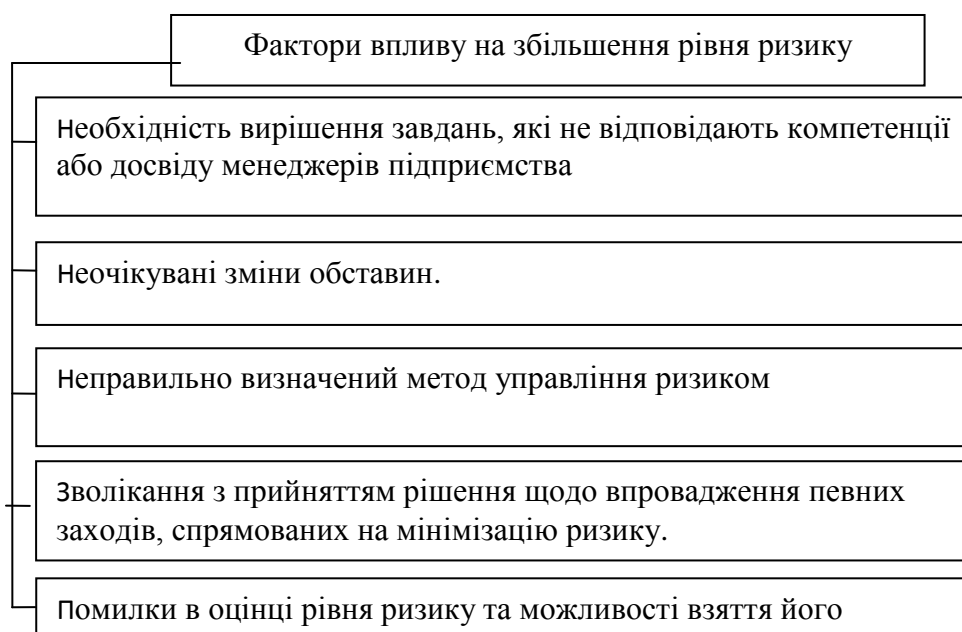 Фактори впливу на збільшення рівня ризику
Необхідність вирішення завдань, які не відповідають компетенції
або досвіду менеджерів підприємства
Неочікувані зміни обставин.
Неправильно визначений метод управління ризиком
Зволікання з прийняттям рішення щодо впровадження певних
заходів, спрямованих на мінімізацію ризику.
Помилки в оцінці рівня ризику та можливості взяття його